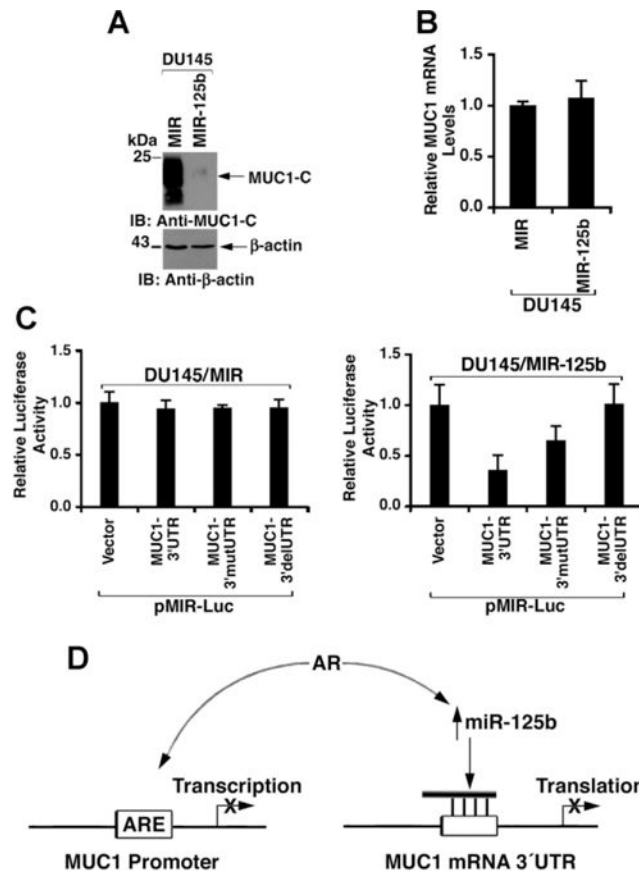 A
DU145
MIR
MIR-125b
kDa
25
MUC1-C
IB: Anti-MUC1-C
43
β-actin
IB: Anti-β-actin
B
Relative MUC1 mRNA
Levels
1.5
1.0
0.5
0.0
MIR
MIR-125b
DU145
C
Relative Luciferase
Activity
1.5
1.0
0.5
0.0
DU145/MIR
Vector
MUC1-
3'UTR
MUC1-
3'mutUTR
MUC1-
3'delUTR
pMIR-Luc
Relative Luciferase
Activity
1.5
1.0
0.5
0.0
DU145/MIR-125b
Vector
MUC1-
3'UTR
MUC1-
3'mutUTR
MUC1-
3'delUTR
pMIR-Luc
D
AR
miR-125b
Transcription
X
ARE
MUC1 Promoter
Translation
X
MUC1 mRNA 3´UTR